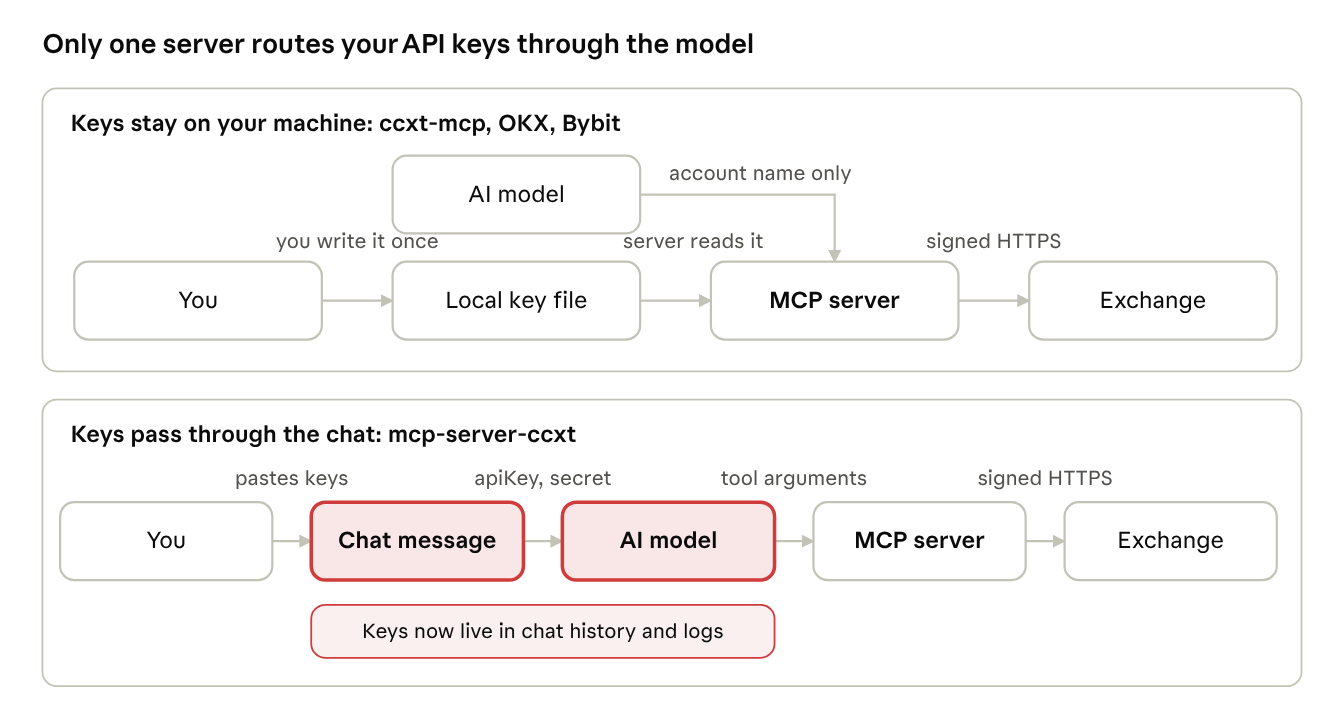 Only one server routes your API keys through the model
Keys stay on your machine: ccxt-mcp, OKX, Bybit
AI model
account name only
you write it once
server reads it
signed HTTPS
You
Local key file
MCP server
Exchange
Keys pass through the chat: mcp-server-ccxt
pastes keys
apiKey, secret
tool arguments
signed HTTPS
You
Chat message
AI model
MCP server
Exchange
Keys now live in chat history and logs